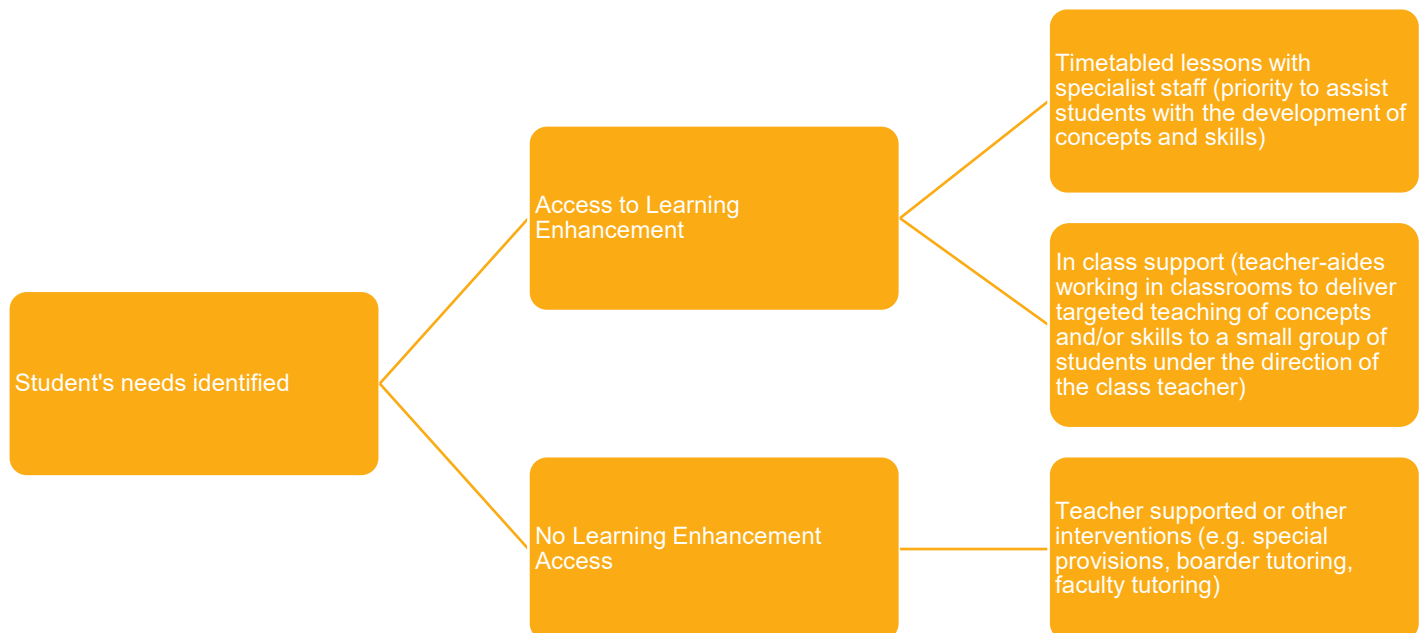 Student's needs identified
Access to Learning
Enhancement
Timetabled lessons with
specialist staff (priority to assist
students with the development of
concepts and skills)
In class support (teacher-aides
working in classrooms to deliver
targeted teaching of concepts
and/or skills to a small group of
students under the direction of
the class teacher)
No Learning Enhancement
Access
Teacher supported or other
interventions (e.g. special
provisions, boarder tutoring,
faculty tutoring)